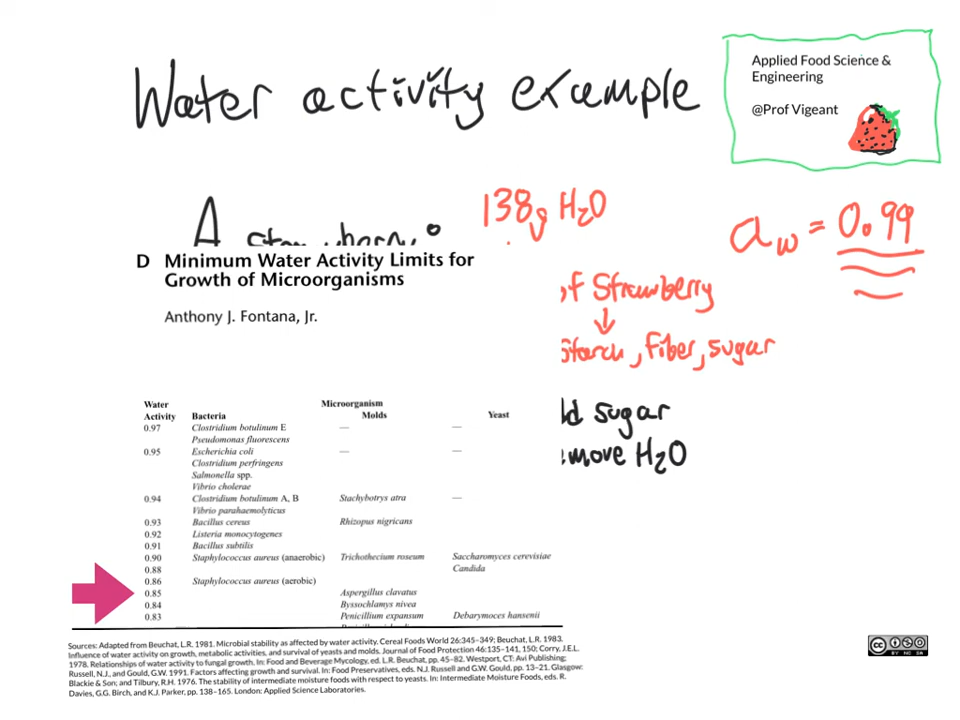 Water activity example
Applied Food Science &
Engineering
@Prof Vigeant
138g H2O
A
aw = 0.99
D Minimum Water Activity Limits for
Growth of Microorganisms
Anthony J. Fontana, Jr.
of Strawberry
↓
Starch, Fiber, sugar
sugar
H2O
Water Microorganism
Activity Bacteria Molds Yeast
0.97 Clostridium botulinum E — —
Pseudomonas fluorescens
0.95 Escherichia coli — —
Clostridium perfringens
Salmonella spp.
Vibrio cholerae
0.94 Clostridium botulinum A, B Stachybotrys atra —
Vibrio parahaemolyticus
0.93 Bacillus cereus Rhizopus nigricans
0.92 Listeria monocytogenes
0.91 Bacillus subtilis
0.90 Staphylococcus aureus (anaerobic) Trichothecium roseum Saccharomyces cerevisiae
0.88 Candida
0.86 Staphylococcus aureus (aerobic)
0.85 Aspergillus clavatus
0.84 Byssochlamys nivea
0.83 Penicillium expansum Debarymoces hansenii
Sources: Adapted from Beuchat, L.R. 1981. Microbial stability as affected by water activity. Cereal Foods World 26:345–349; Beuchat, L.R. 1983.
Influence of water activity on growth, metabolic activities, and survival of yeasts and molds. Journal of Food Protection 46:135–141, 150; Corry, J.E.L.
1978. Relationships of water activity to fungal growth. In: Food and Beverage Mycology, ed. L.R. Beuchat, pp. 45–82. Westport, CT: Avi Publishing;
Russell, N.J., and Gould, G.W. 1991. Factors affecting growth and survival. In: Food Preservatives, eds. N.J. Russell and G.W. Gould, pp. 13–21. Glasgow:
Blackie & Son; and Tilbury, R.H. 1976. The stability of intermediate moisture foods with respect to yeasts. In: Intermediate Moisture Foods, eds. R.
Davies, G.G. Birch, and K.J. Parker, pp. 138–165. London: Applied Science Laboratories.
cc BY NC SA